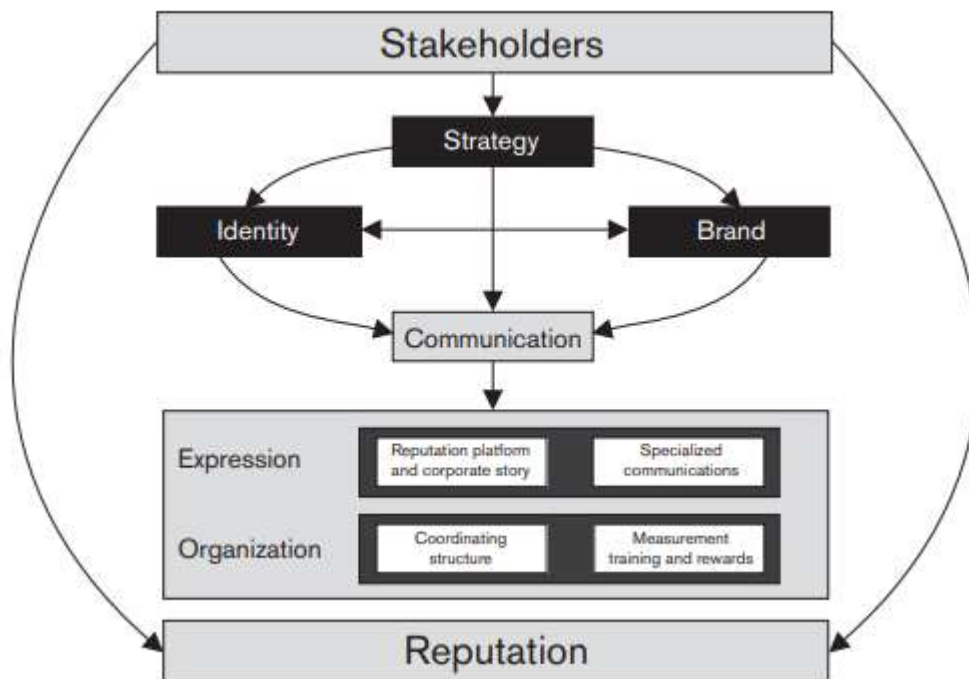 Stakeholders
Strategy
Identity
Brand
Communication
Expression
Reputation platform
and corporate story
Specialized
communications
Organization
Coordinating
structure
Measurement
training and rewards
Reputation